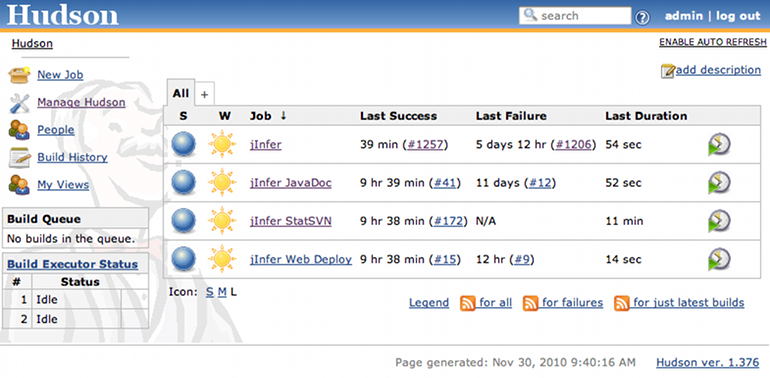 Hudson
search
admin | log out
Hudson
ENABLE AUTO REFRESH
New Job
Manage Hudson
People
Build History
My Views
Build Queue
No builds in the queue.
Build Executor Status
# Status
1 Idle
2 Idle
add description
All +
S W Job ↓ Last Success Last Failure Last Duration
jInfer 39 min (#1257) 5 days 12 hr (#1206) 54 sec
jInfer JavaDoc 9 hr 39 min (#41) 11 days (#12) 52 sec
jInfer StatSVN 9 hr 38 min (#172) N/A 11 min
jInfer Web Deploy 9 hr 38 min (#15) 12 hr (#9) 14 sec
Icon: S M L
Legend for all for failures for just latest builds
Page generated: Nov 30, 2010 9:40:16 AM Hudson ver. 1.376